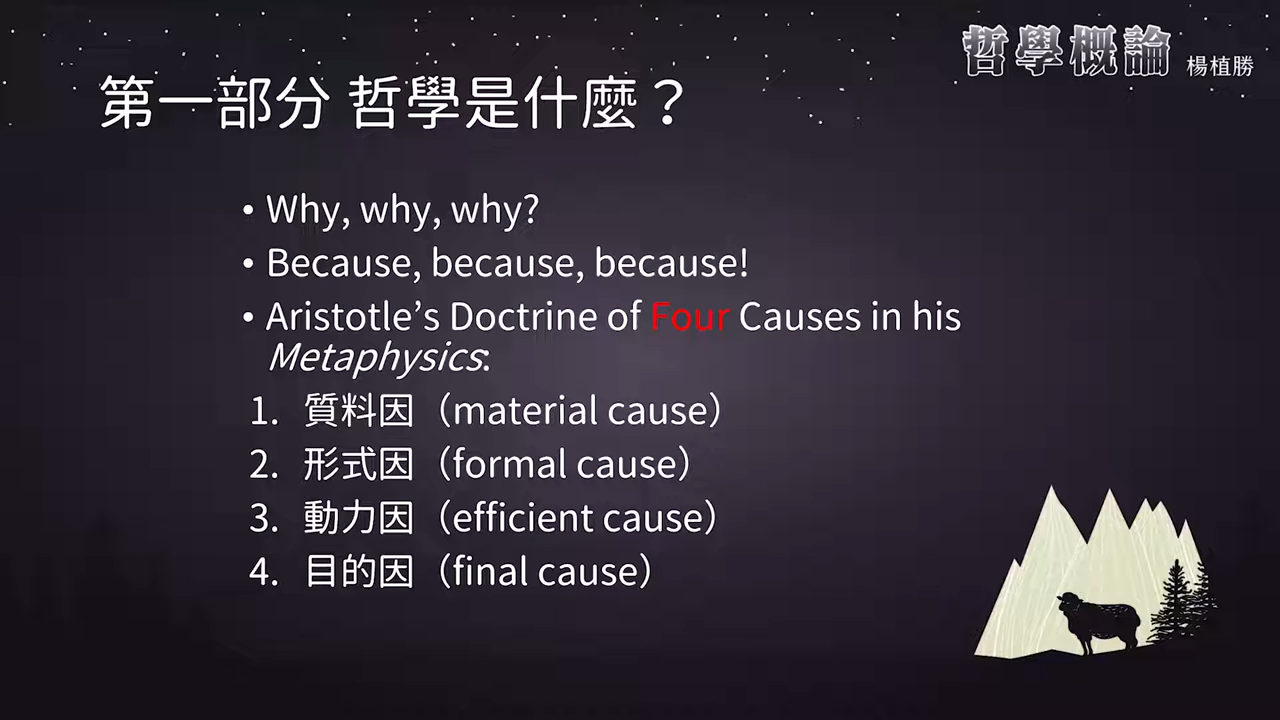 哲學概論 楊植勝
第一部分 哲學是什麼？
• Why, why, why?
• Because, because, because!
• Aristotle’s Doctrine of Four Causes in his
Metaphysics:
1. 質料因（material cause）
2. 形式因（formal cause）
3. 動力因（efficient cause）
4. 目的因（final cause）